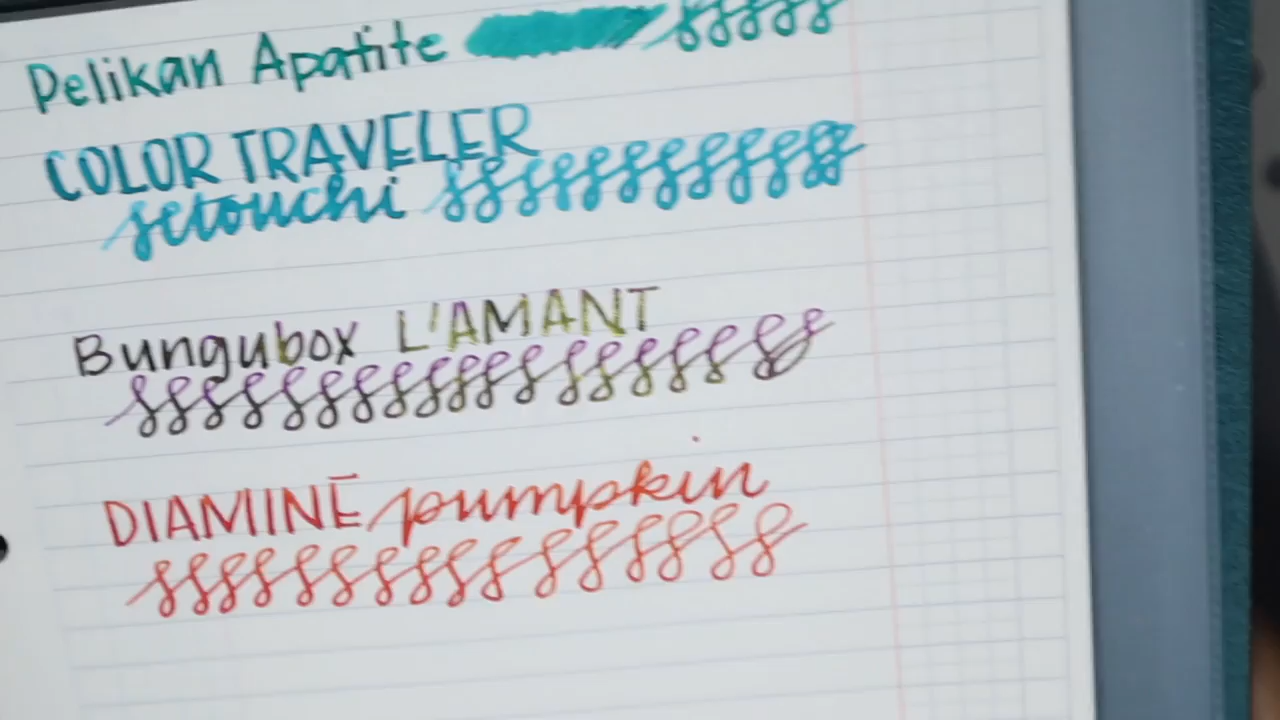 Pelikan Apatite
COLOR TRAVELER
setouchi
Bungubox L'AMANT
DIAMINE pumpkin